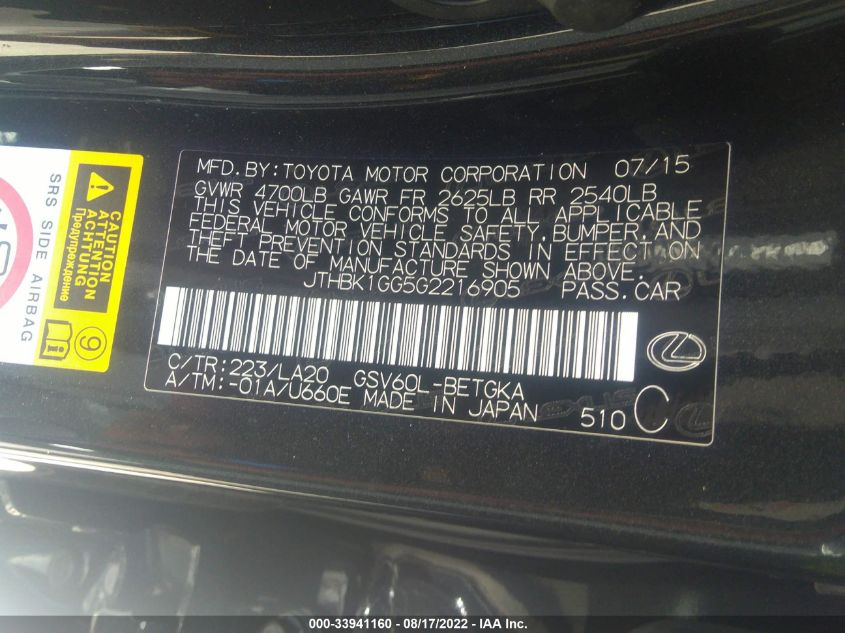 MFD.BY:TOYOTA MOTOR CORPORATION 07/15
GVWR 4700LB GAWR FR 2625LB RR 2540LB
THIS VEHICLE CONFORMS TO ALL APPLICABLE
FEDERAL MOTOR VEHICLE SAFETY,BUMPER,AND
THEFT PREVENTION STANDARDS IN EFFECT ON
THE DATE OF MANUFACTURE SHOWN ABOVE.
JTHBK1GG5G2216905 PASS.CAR
C/TR:223/LA20 GSV60L-BETGKA
A/TM:-01A/U660E MADE IN JAPAN
510 C
SRS SIDE AIRBAG
CAUTION
ATTENTION
ACHTUNG
Предупреждение
9
000-33941160 - 08/17/2022 - IAA Inc.